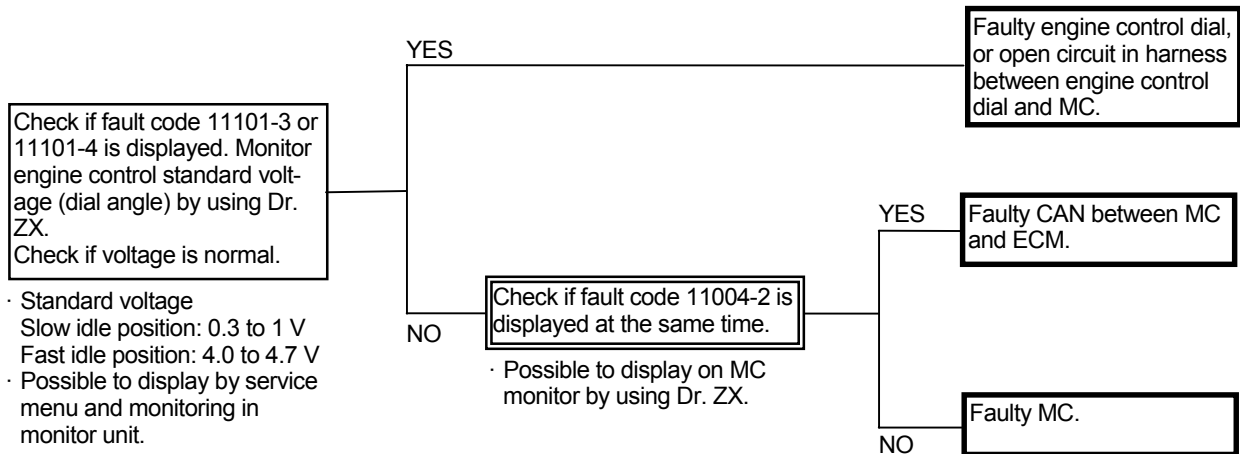 YES
Faulty engine control dial,
or open circuit in harness
between engine control
dial and MC.
Check if fault code 11101-3 or
11101-4 is displayed. Monitor
engine control standard volt-
age (dial angle) by using Dr.
ZX.
Check if voltage is normal.
· Standard voltage
Slow idle position: 0.3 to 1 V
Fast idle position: 4.0 to 4.7 V
· Possible to display by service
menu and monitoring in
monitor unit.
NO
Check if fault code 11004-2 is
displayed at the same time.
· Possible to display on MC
monitor by using Dr. ZX.
YES
Faulty CAN between MC
and ECM.
NO
Faulty MC.